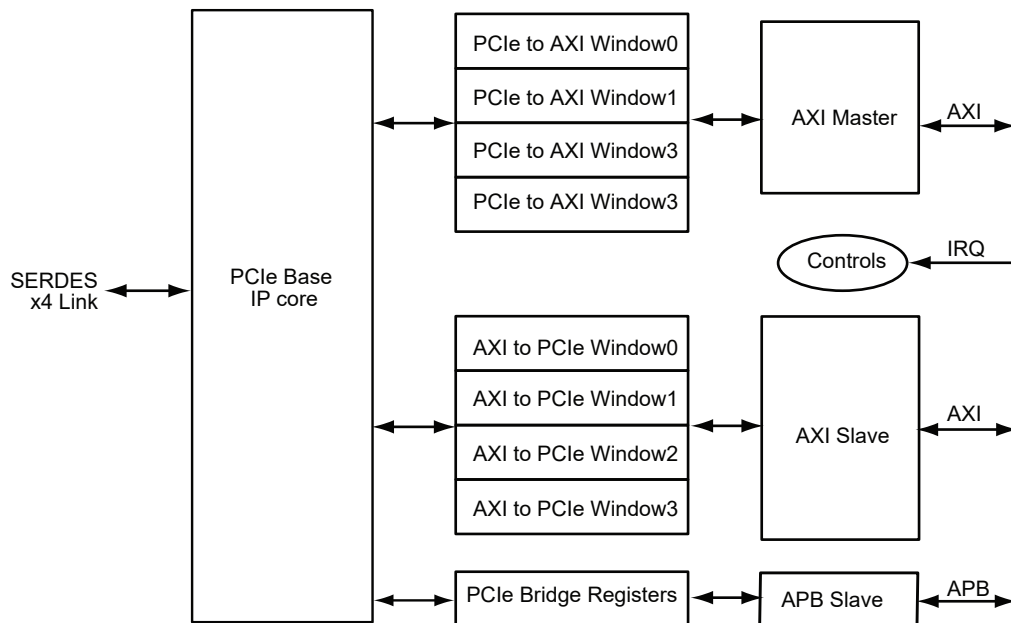 SERDES
x4 Link
PCIe Base
IP core
PCIe to AXI Window0
PCIe to AXI Window1
PCIe to AXI Window3
PCIe to AXI Window3
AXI Master
AXI
Controls
IRQ
AXI to PCIe Window0
AXI to PCIe Window1
AXI to PCIe Window2
AXI to PCIe Window3
AXI Slave
AXI
PCIe Bridge Registers
APB Slave
APB